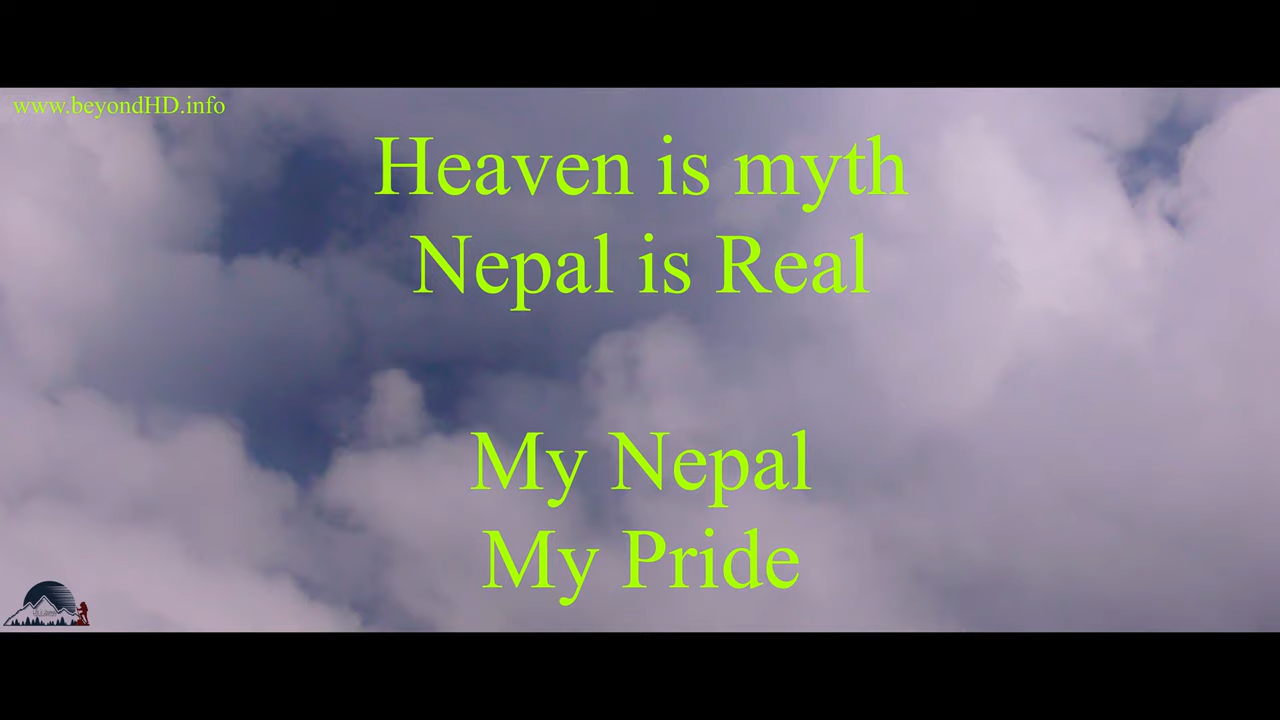 www.beyondHD.info
Heaven is myth
Nepal is Real
My Nepal
My Pride